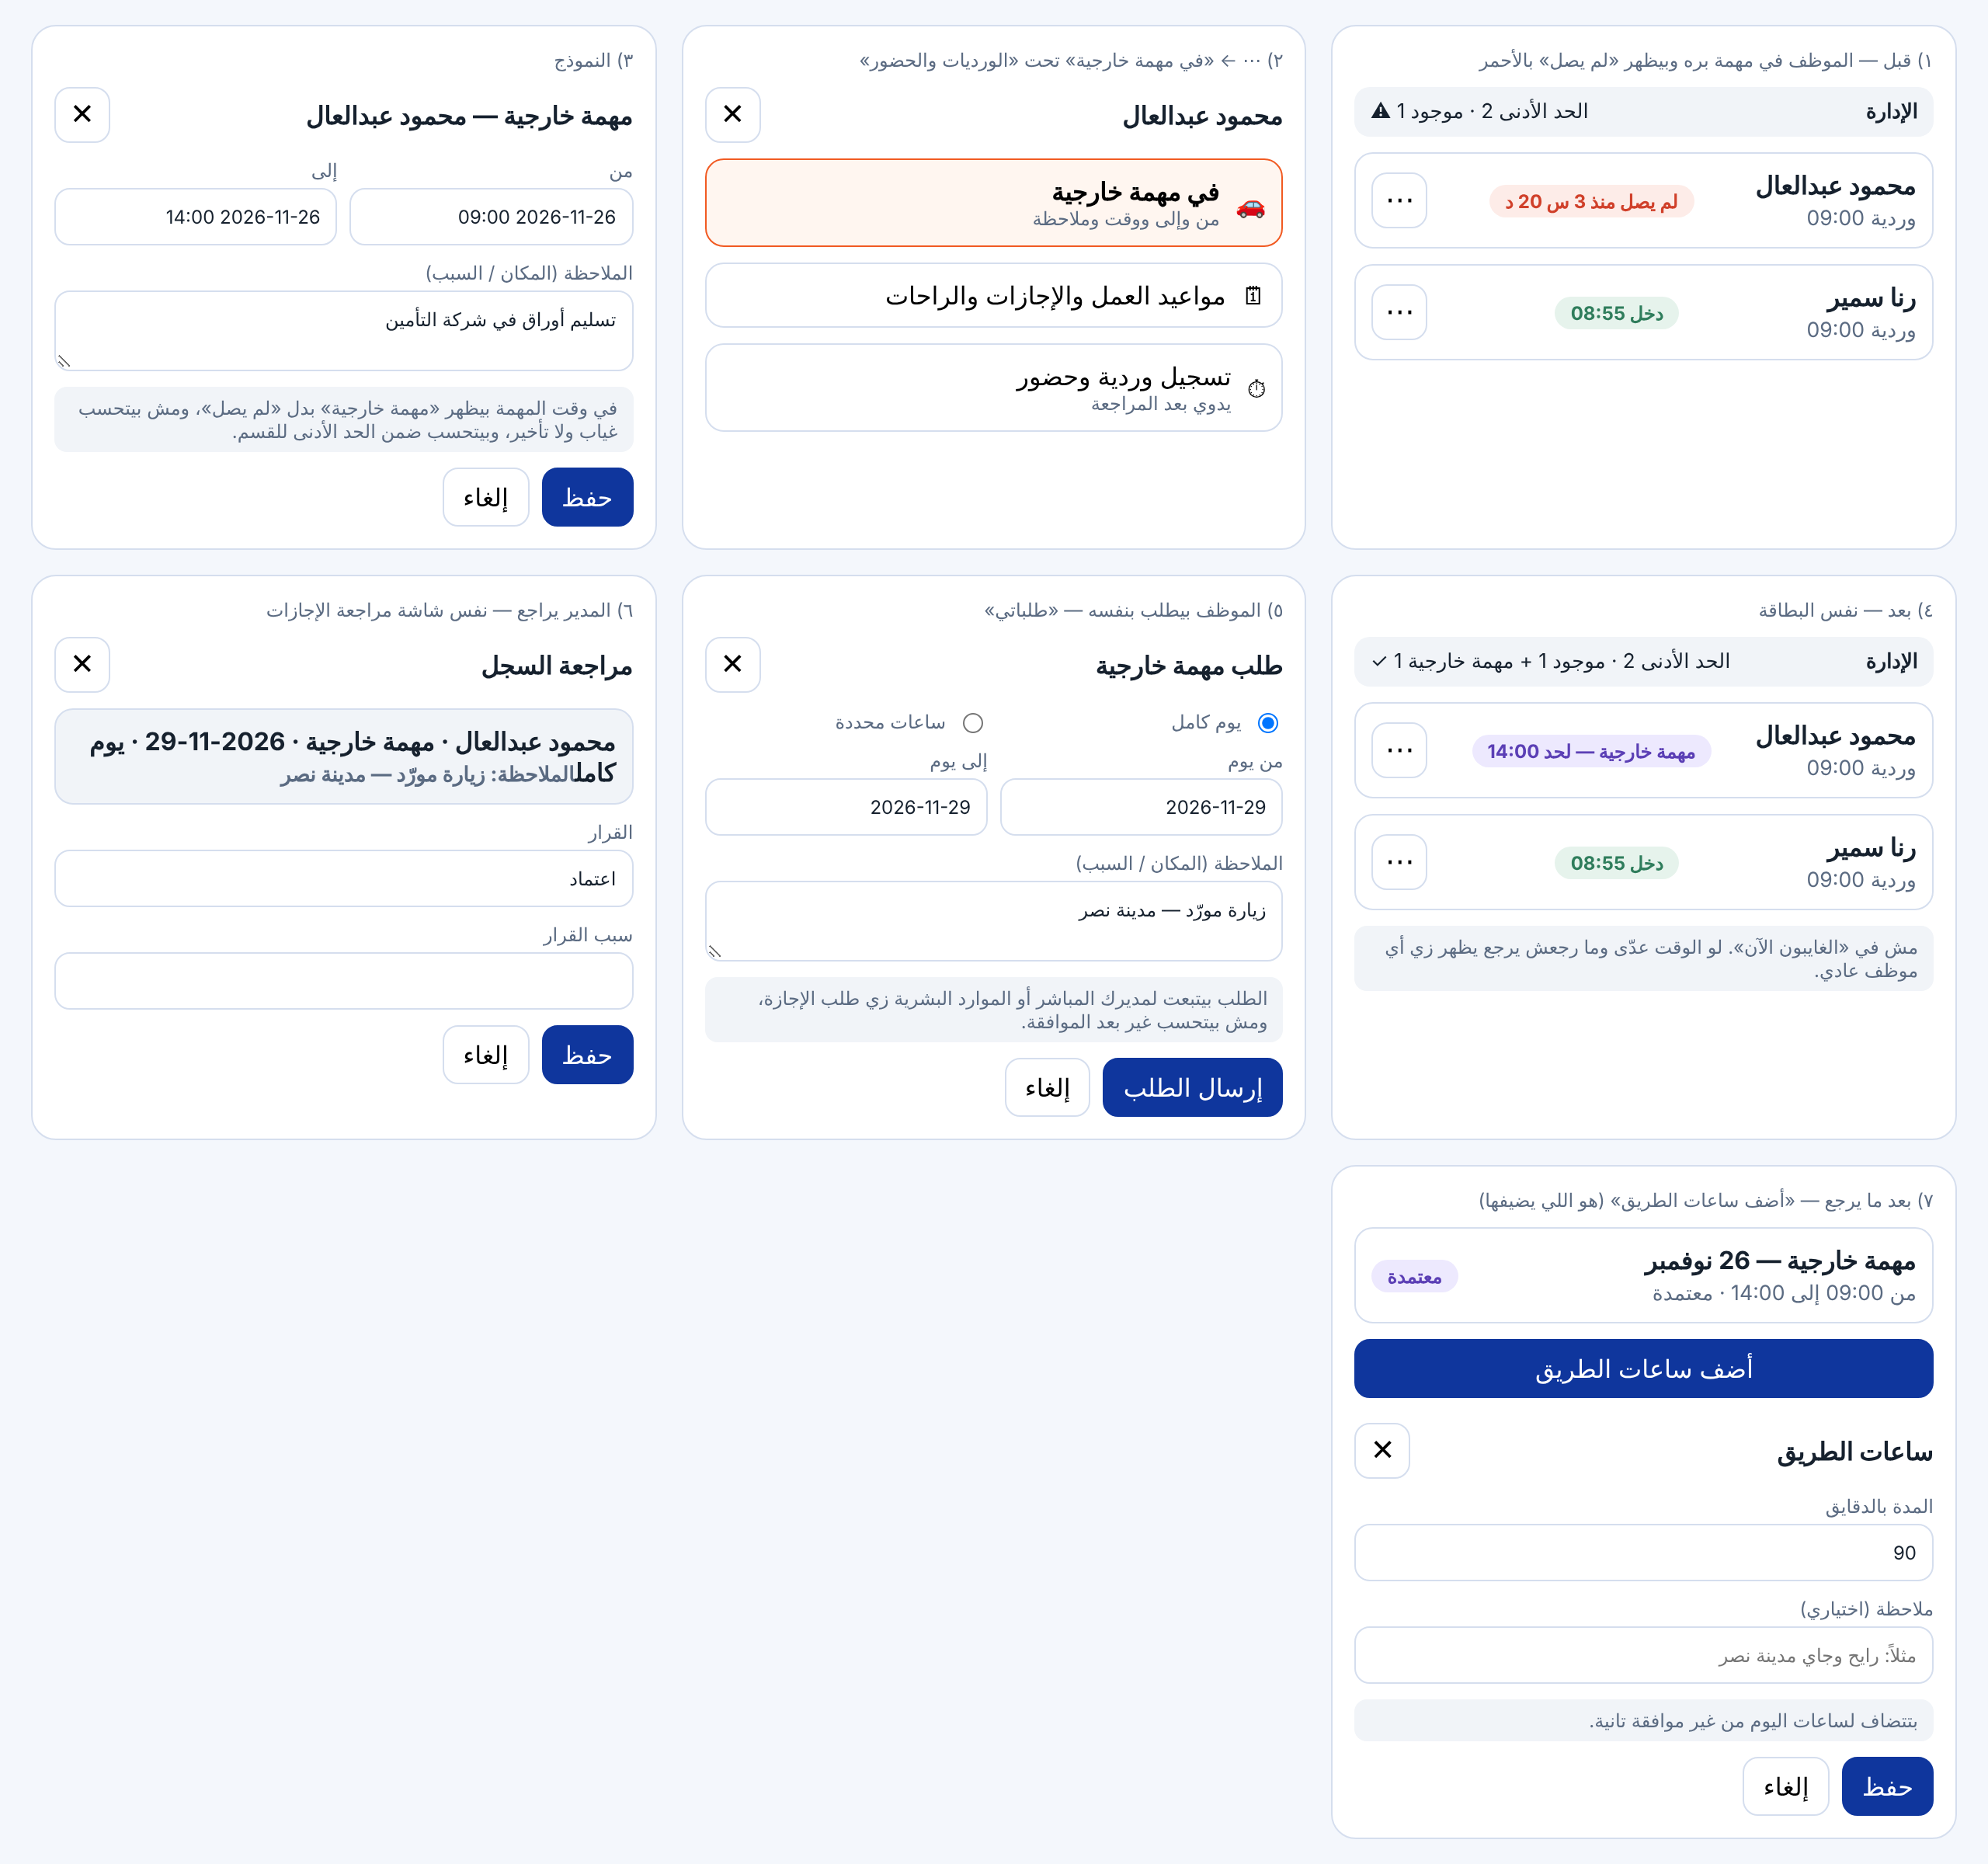 ١) قبل — الموظف في مهمة بره وبيظهر «لم يصل» بالأحمر
الإدارة
الحد الأدنى 2 · موجود 1 ⚠
محمود عبدالعال
وردية 09:00
لم يصل منذ 3 س 20 د
⋯
رنا سمير
وردية 09:00
دخل 08:55
⋯
٢) ⋯ ← «في مهمة خارجية» تحت «الورديات والحضور»
محمود عبدالعال
✕
🚗 في مهمة خارجية
من وإلى ووقت وملاحظة
🗓 مواعيد العمل والإجازات والراحات
⏱ تسجيل وردية وحضور
يدوي بعد المراجعة
٣) النموذج
مهمة خارجية — محمود عبدالعال
✕
من
إلى
2026-11-26 09:00
2026-11-26 14:00
الملاحظة (المكان / السبب)
تسليم أوراق في شركة التأمين
في وقت المهمة بيظهر «مهمة خارجية» بدل «لم يصل»، ومش بيتحسب
غياب ولا تأخير، وبيتحسب ضمن الحد الأدنى للقسم.
حفظ
إلغاء
٤) بعد — نفس البطاقة
الإدارة
الحد الأدنى 2 · موجود 1 + مهمة خارجية 1 ✓
محمود عبدالعال
وردية 09:00
مهمة خارجية — لحد 14:00
⋯
رنا سمير
وردية 09:00
دخل 08:55
⋯
مش في «الغايبون الآن». لو الوقت عدّى وما رجعش يرجع يظهر زي أي
موظف عادي.
٥) الموظف بيطلب بنفسه — «طلباتي»
طلب مهمة خارجية
✕
يوم كامل
ساعات محددة
من يوم
إلى يوم
2026-11-29
2026-11-29
الملاحظة (المكان / السبب)
زيارة مورّد — مدينة نصر
الطلب بيتبعت لمديرك المباشر أو الموارد البشرية زي طلب الإجازة،
ومش بيتحسب غير بعد الموافقة.
إرسال الطلب
إلغاء
٦) المدير يراجع — نفس شاشة مراجعة الإجازات
مراجعة السجل
✕
محمود عبدالعال · مهمة خارجية · 2026-11-29 · يوم
كاملالملاحظة: زيارة مورّد — مدينة نصر
القرار
اعتماد
سبب القرار
حفظ
إلغاء
٧) بعد ما يرجع — «أضف ساعات الطريق» (هو اللي يضيفها)
مهمة خارجية — 26 نوفمبر
من 09:00 إلى 14:00 · معتمدة
معتمدة
أضف ساعات الطريق
ساعات الطريق
✕
المدة بالدقايق
90
ملاحظة (اختياري)
مثلاً: رايح وجاي مدينة نصر
بتتضاف لساعات اليوم من غير موافقة تانية.
حفظ
إلغاء